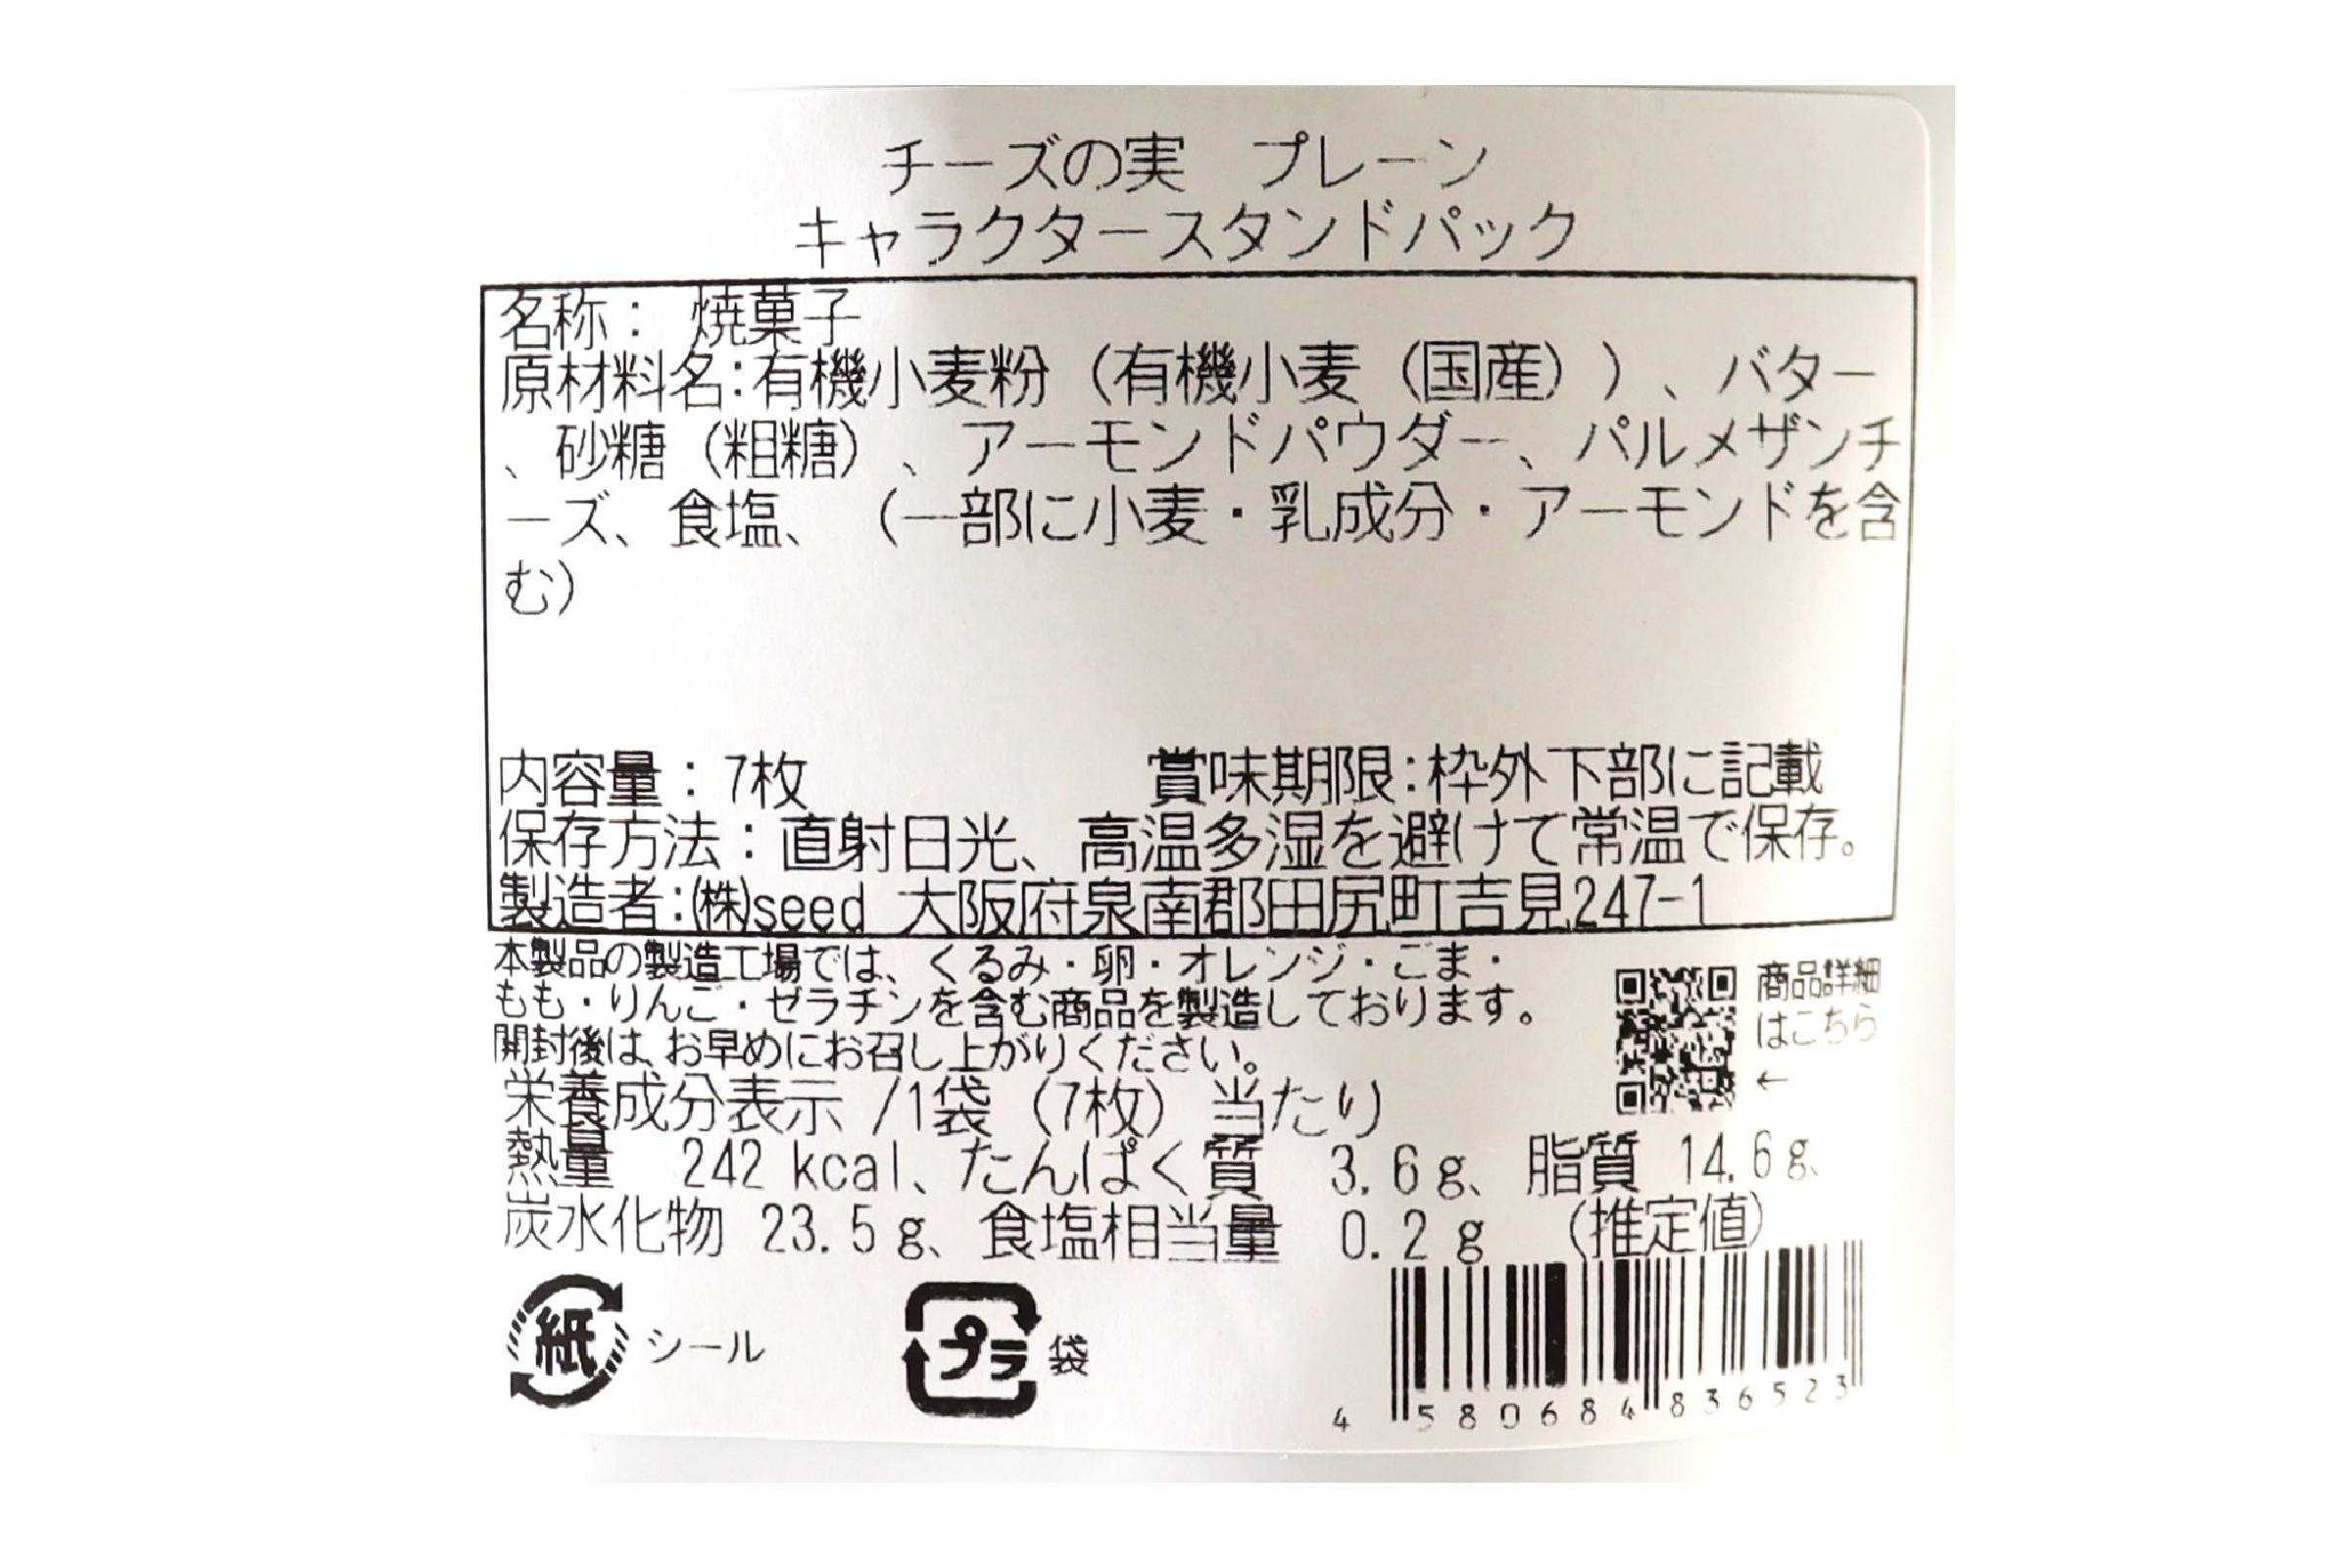 チーズの実　プレーン
キャラクタースタンドパック
名称： 焼菓子
原材料名:有機小麦粉（有機小麦（国産））、バター
、砂糖（粗糖）、アーモンドパウダー、パルメザンチ
ーズ、食塩、（一部に小麦・乳成分・アーモンドを含
む）
内容量：7枚　賞味期限:枠外下部に記載
保存方法：直射日光、高温多湿を避けて常温で保存。
製造者:㈱seed 大阪府泉南郡田尻町吉見247-1
本製品の製造工場では、くるみ・卵・オレンジ・ごま・
もも・りんご・ゼラチンを含む商品を製造しております。
開封後は、お早めにお召し上がりください。
商品詳細
はこちら
←
栄養成分表示 /1袋（7枚）当たり
熱量 242 kcal、たんぱく質 3.6 g、脂質 14.6 g、
炭水化物 23.5 g、食塩相当量 0.2 g （推定値）
紙 シール
プラ 袋
4 580684 836523